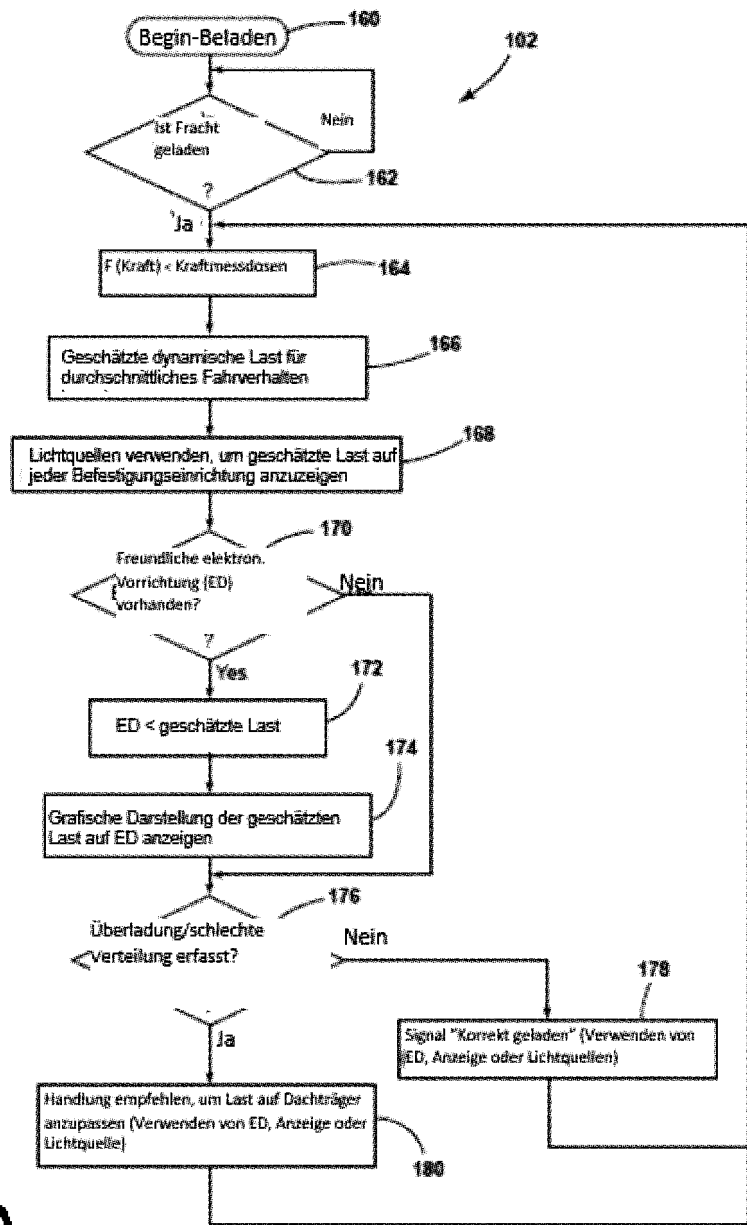 Begin-Beladen
160
102
Ist Fracht
geladen
?
Nein
162
Ja
F (Kraft) < Kraftmessdosen
164
Geschätzte dynamische Last für
durchschnittliches Fahrverhalten
166
Lichtquellen verwenden, um geschätzte Last auf
jeder Befestigungseinrichtung anzuzeigen
168
170
Freundliche elektron.
Vorrichtung (ED)
vorhanden?
?
Nein
Yes
172
ED < geschätzte Last
174
Grafische Darstellung der geschätzten
Last auf ED anzeigen
176
Überladung/schlechte
Verteilung erfasst?
Nein
Ja
178
Signal "Korrekt geladen" (Verwenden von
ED, Anzeige oder Lichtquellen)
Handlung empfehlen, um Last auf Dachträger
anzupassen (Verwenden von ED, Anzeige oder
Lichtquelle)
180